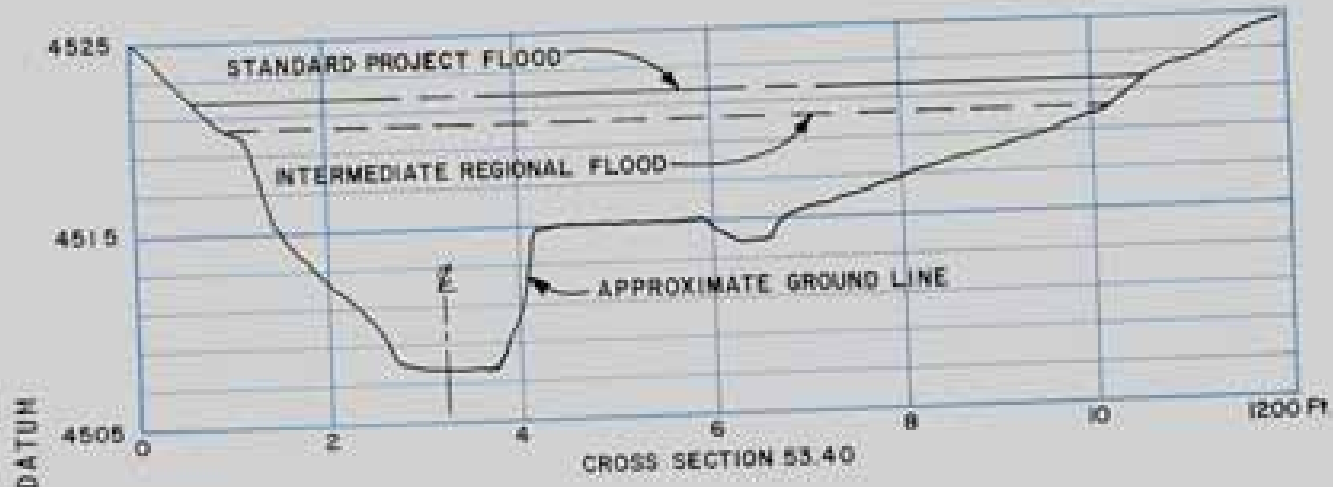 4525
STANDARD PROJECT FLOOD
INTERMEDIATE REGIONAL FLOOD
4515
APPROXIMATE GROUND LINE
DATUM
4505
0 2 4 6 8 10 1200 Ft.
CROSS SECTION 53.40